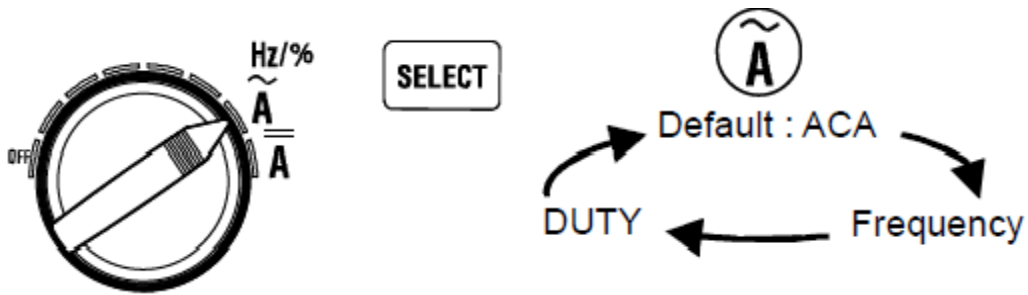 Hz/%
A
A
OFF
SELECT
A
Default : ACA
DUTY
Frequency